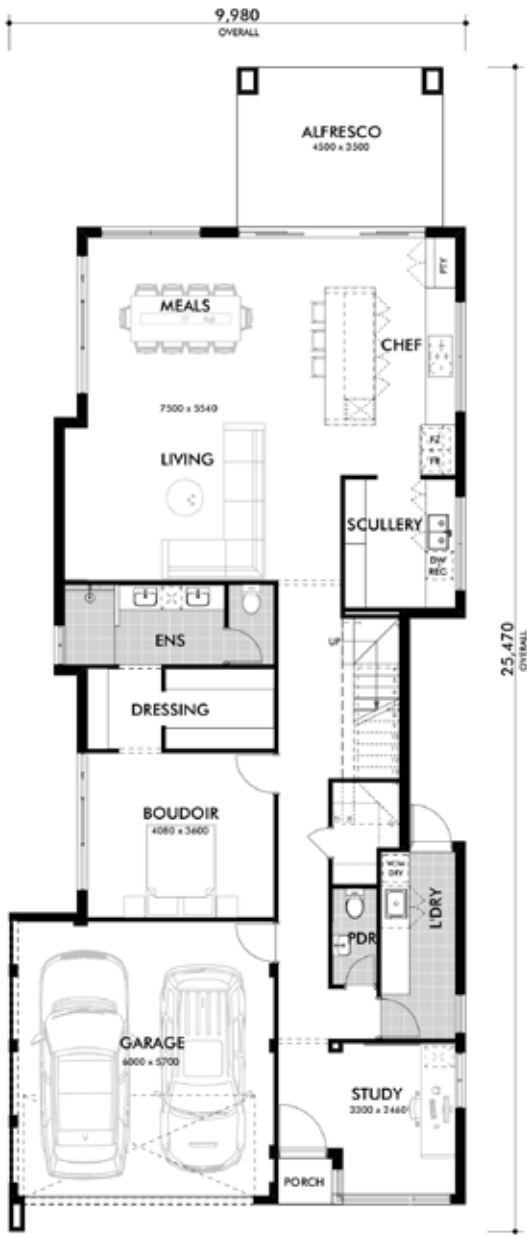 9,980
OVERALL
ALFRESCO
4500 x 3500
PTY
MEALS
CHEF
7500 x 5540
FZ
FR
LIVING
SCULLERY
DW
REC
25,470
OVERALL
ENS
UP
DRESSING
BOUDOIR
4080 x 3600
WM
DRY
L'DRY
PDR
GARAGE
6000 x 5700
STUDY
3300 x 2460
PORCH